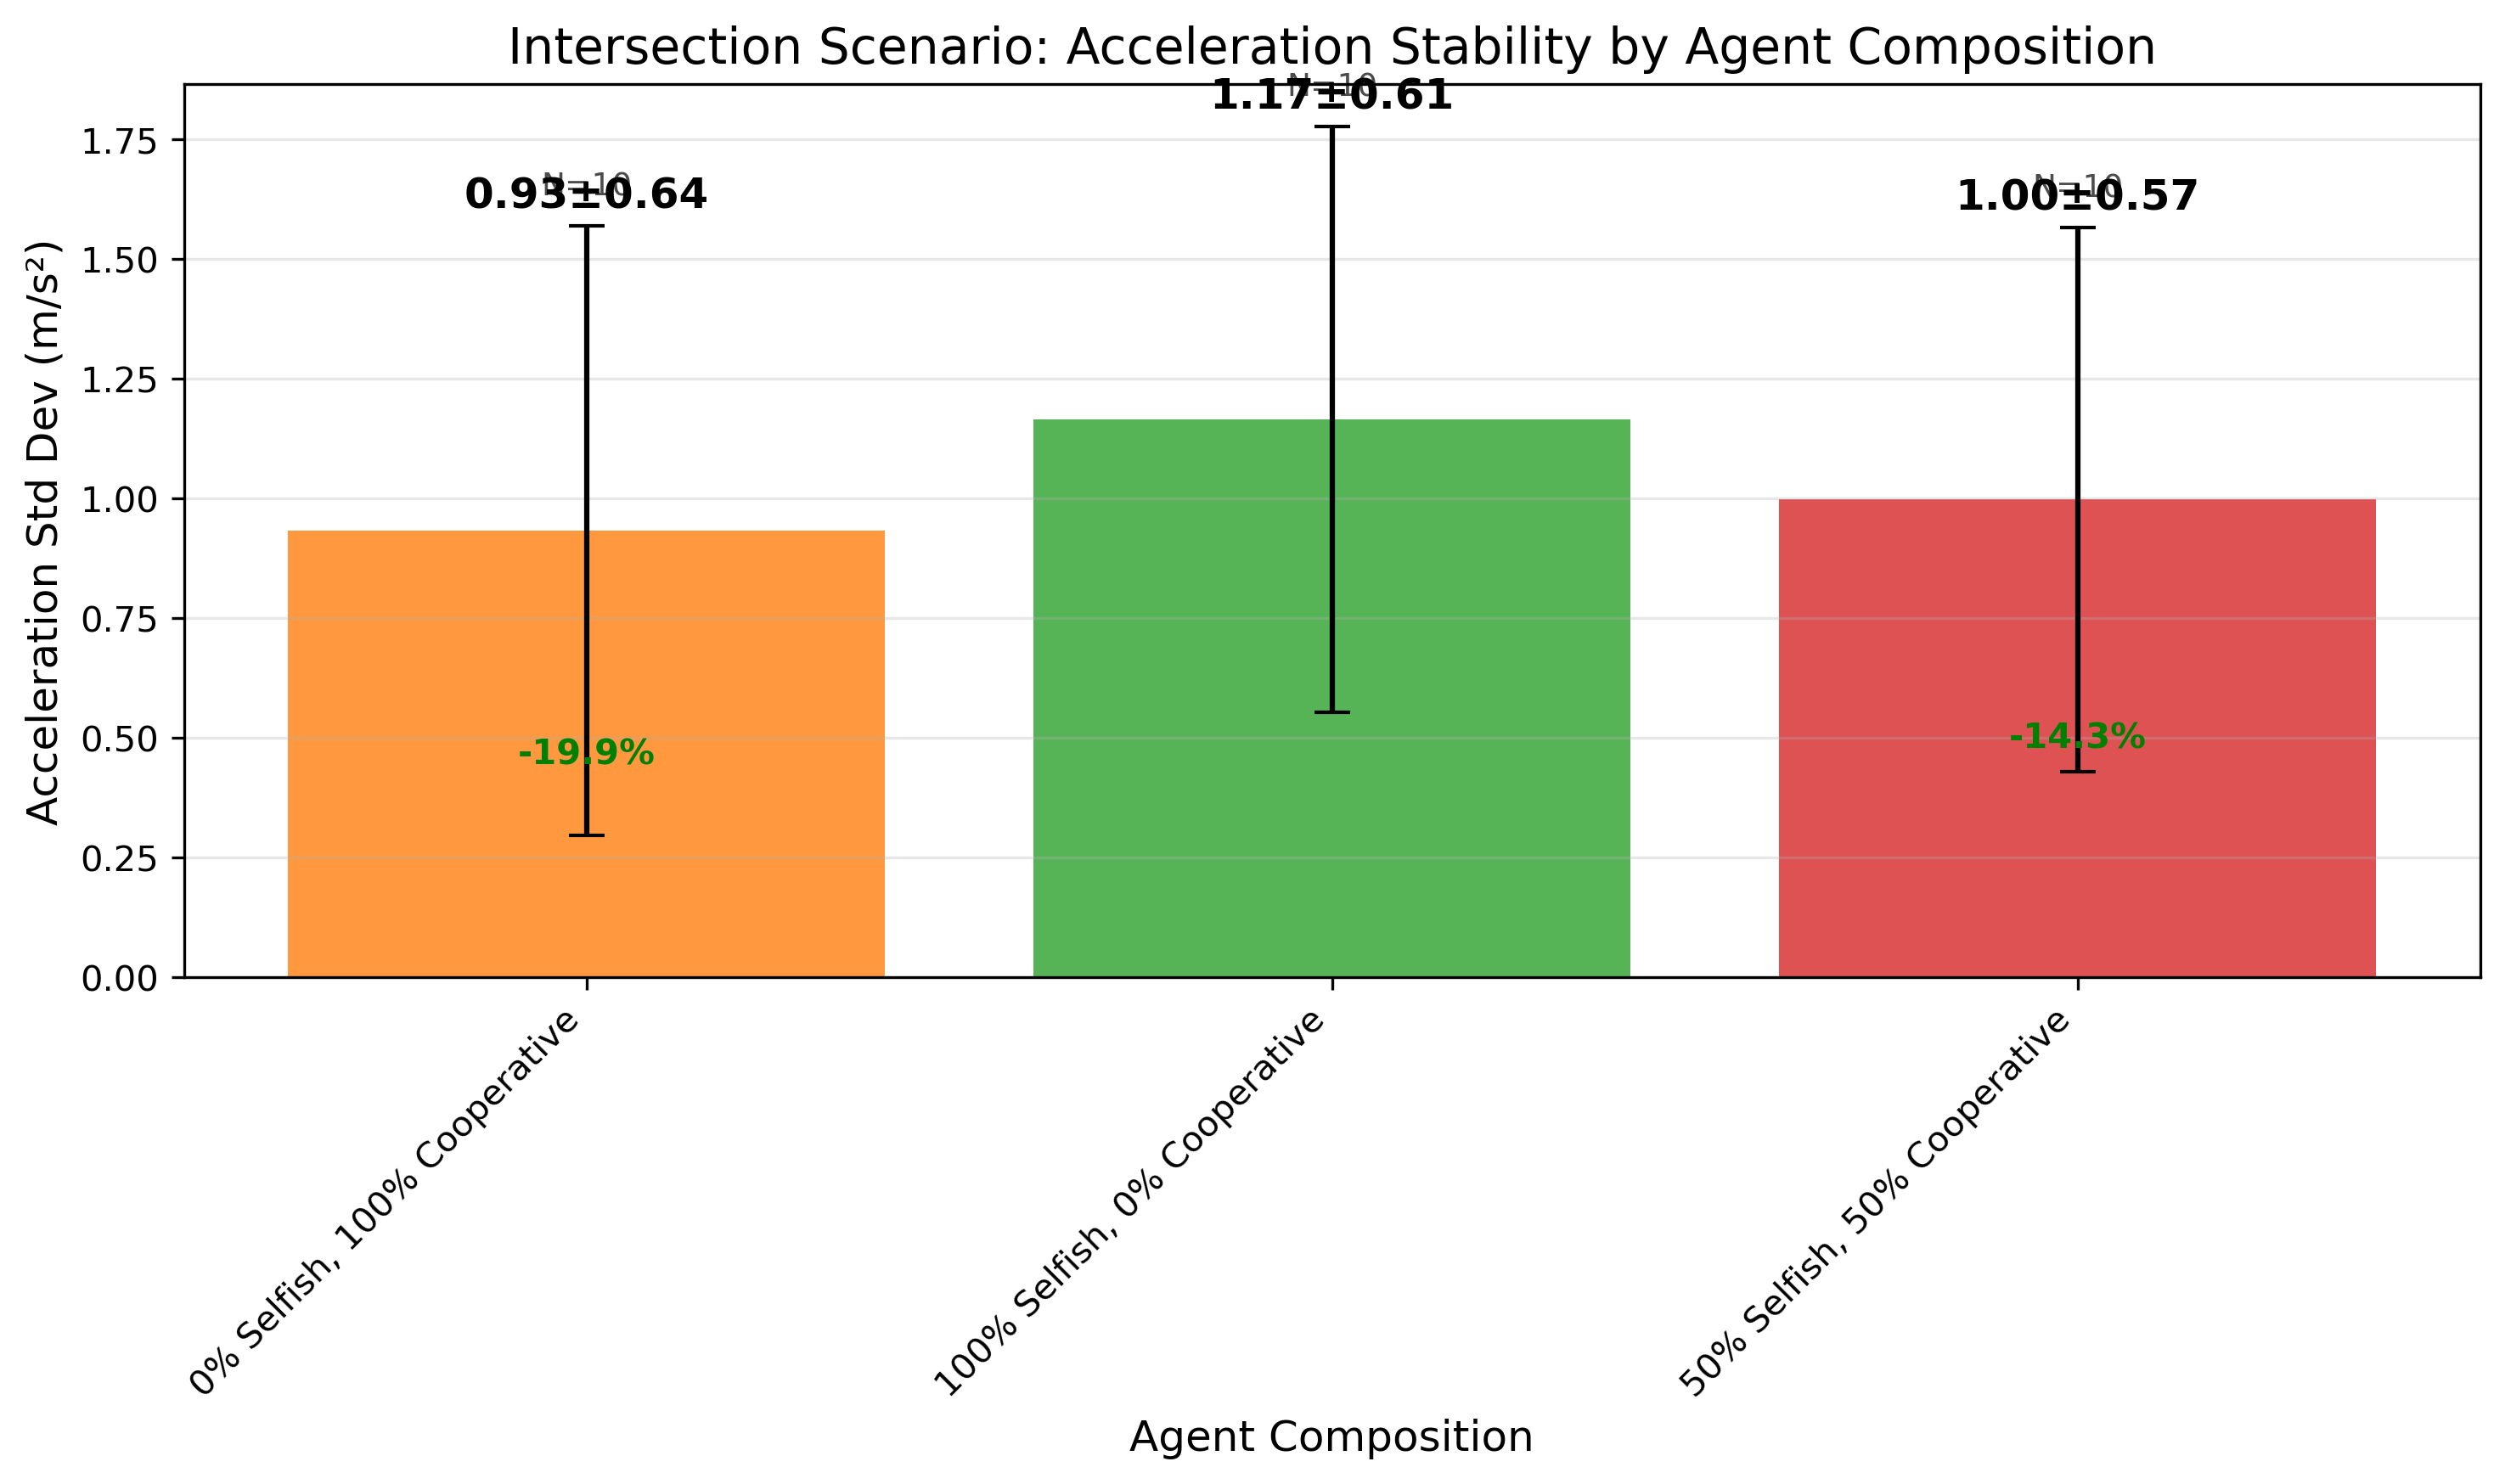 Intersection Scenario: Acceleration Stability by Agent Composition
N=10
1.17±0.61
N=10
0.93±0.64
N=10
1.00±0.57
Acceleration Std Dev (m/s²)
1.75
1.50
1.25
1.00
0.75
0.50
0.25
0.00
-19.9%
-14.3%
0% Selfish, 100% Cooperative
100% Selfish, 0% Cooperative
50% Selfish, 50% Cooperative
Agent Composition